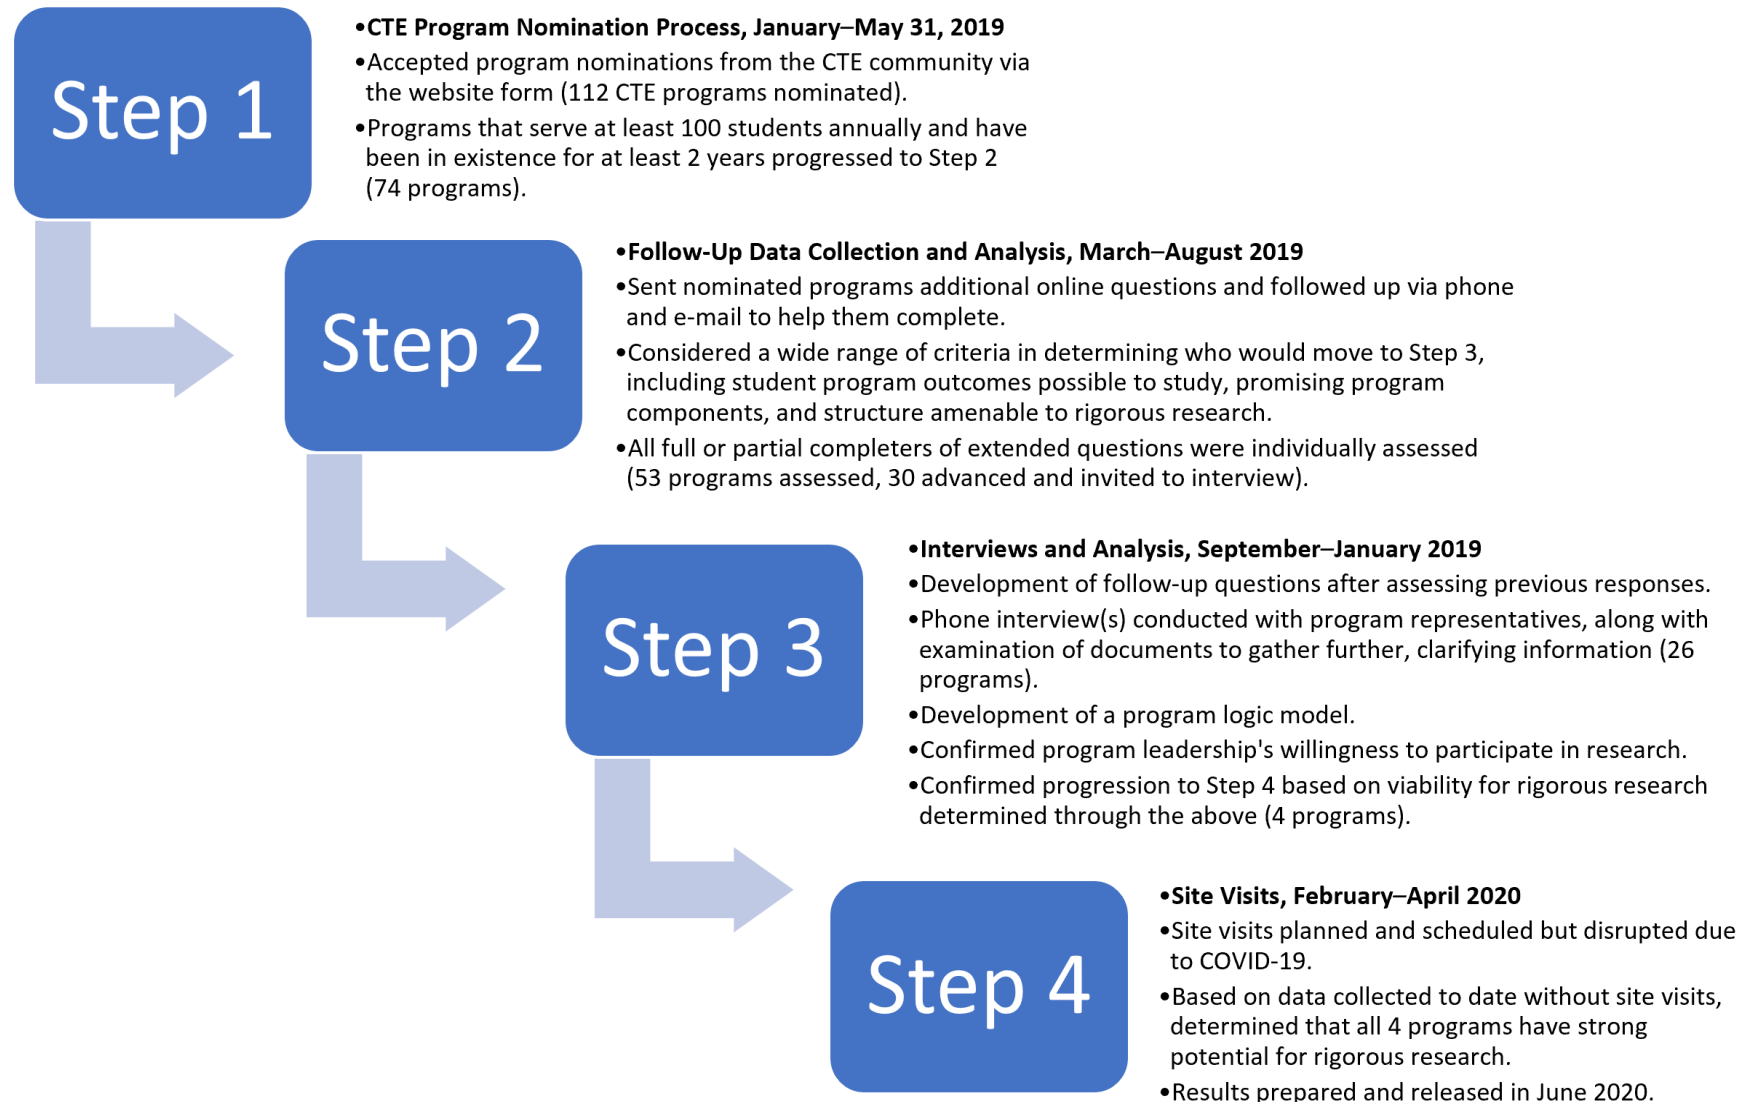 Step 1
•CTE Program Nomination Process, January–May 31, 2019
•Accepted program nominations from the CTE community via
the website form (112 CTE programs nominated).
•Programs that serve at least 100 students annually and have
been in existence for at least 2 years progressed to Step 2
(74 programs).
Step 2
•Follow-Up Data Collection and Analysis, March–August 2019
•Sent nominated programs additional online questions and followed up via phone
and e-mail to help them complete.
•Considered a wide range of criteria in determining who would move to Step 3,
including student program outcomes possible to study, promising program
components, and structure amenable to rigorous research.
•All full or partial completers of extended questions were individually assessed
(53 programs assessed, 30 advanced and invited to interview).
Step 3
•Interviews and Analysis, September–January 2019
•Development of follow-up questions after assessing previous responses.
•Phone interview(s) conducted with program representatives, along with
examination of documents to gather further, clarifying information (26
programs).
•Development of a program logic model.
•Confirmed program leadership's willingness to participate in research.
•Confirmed progression to Step 4 based on viability for rigorous research
determined through the above (4 programs).
Step 4
•Site Visits, February–April 2020
•Site visits planned and scheduled but disrupted due
to COVID-19.
•Based on data collected to date without site visits,
determined that all 4 programs have strong
potential for rigorous research.
•Results prepared and released in June 2020.